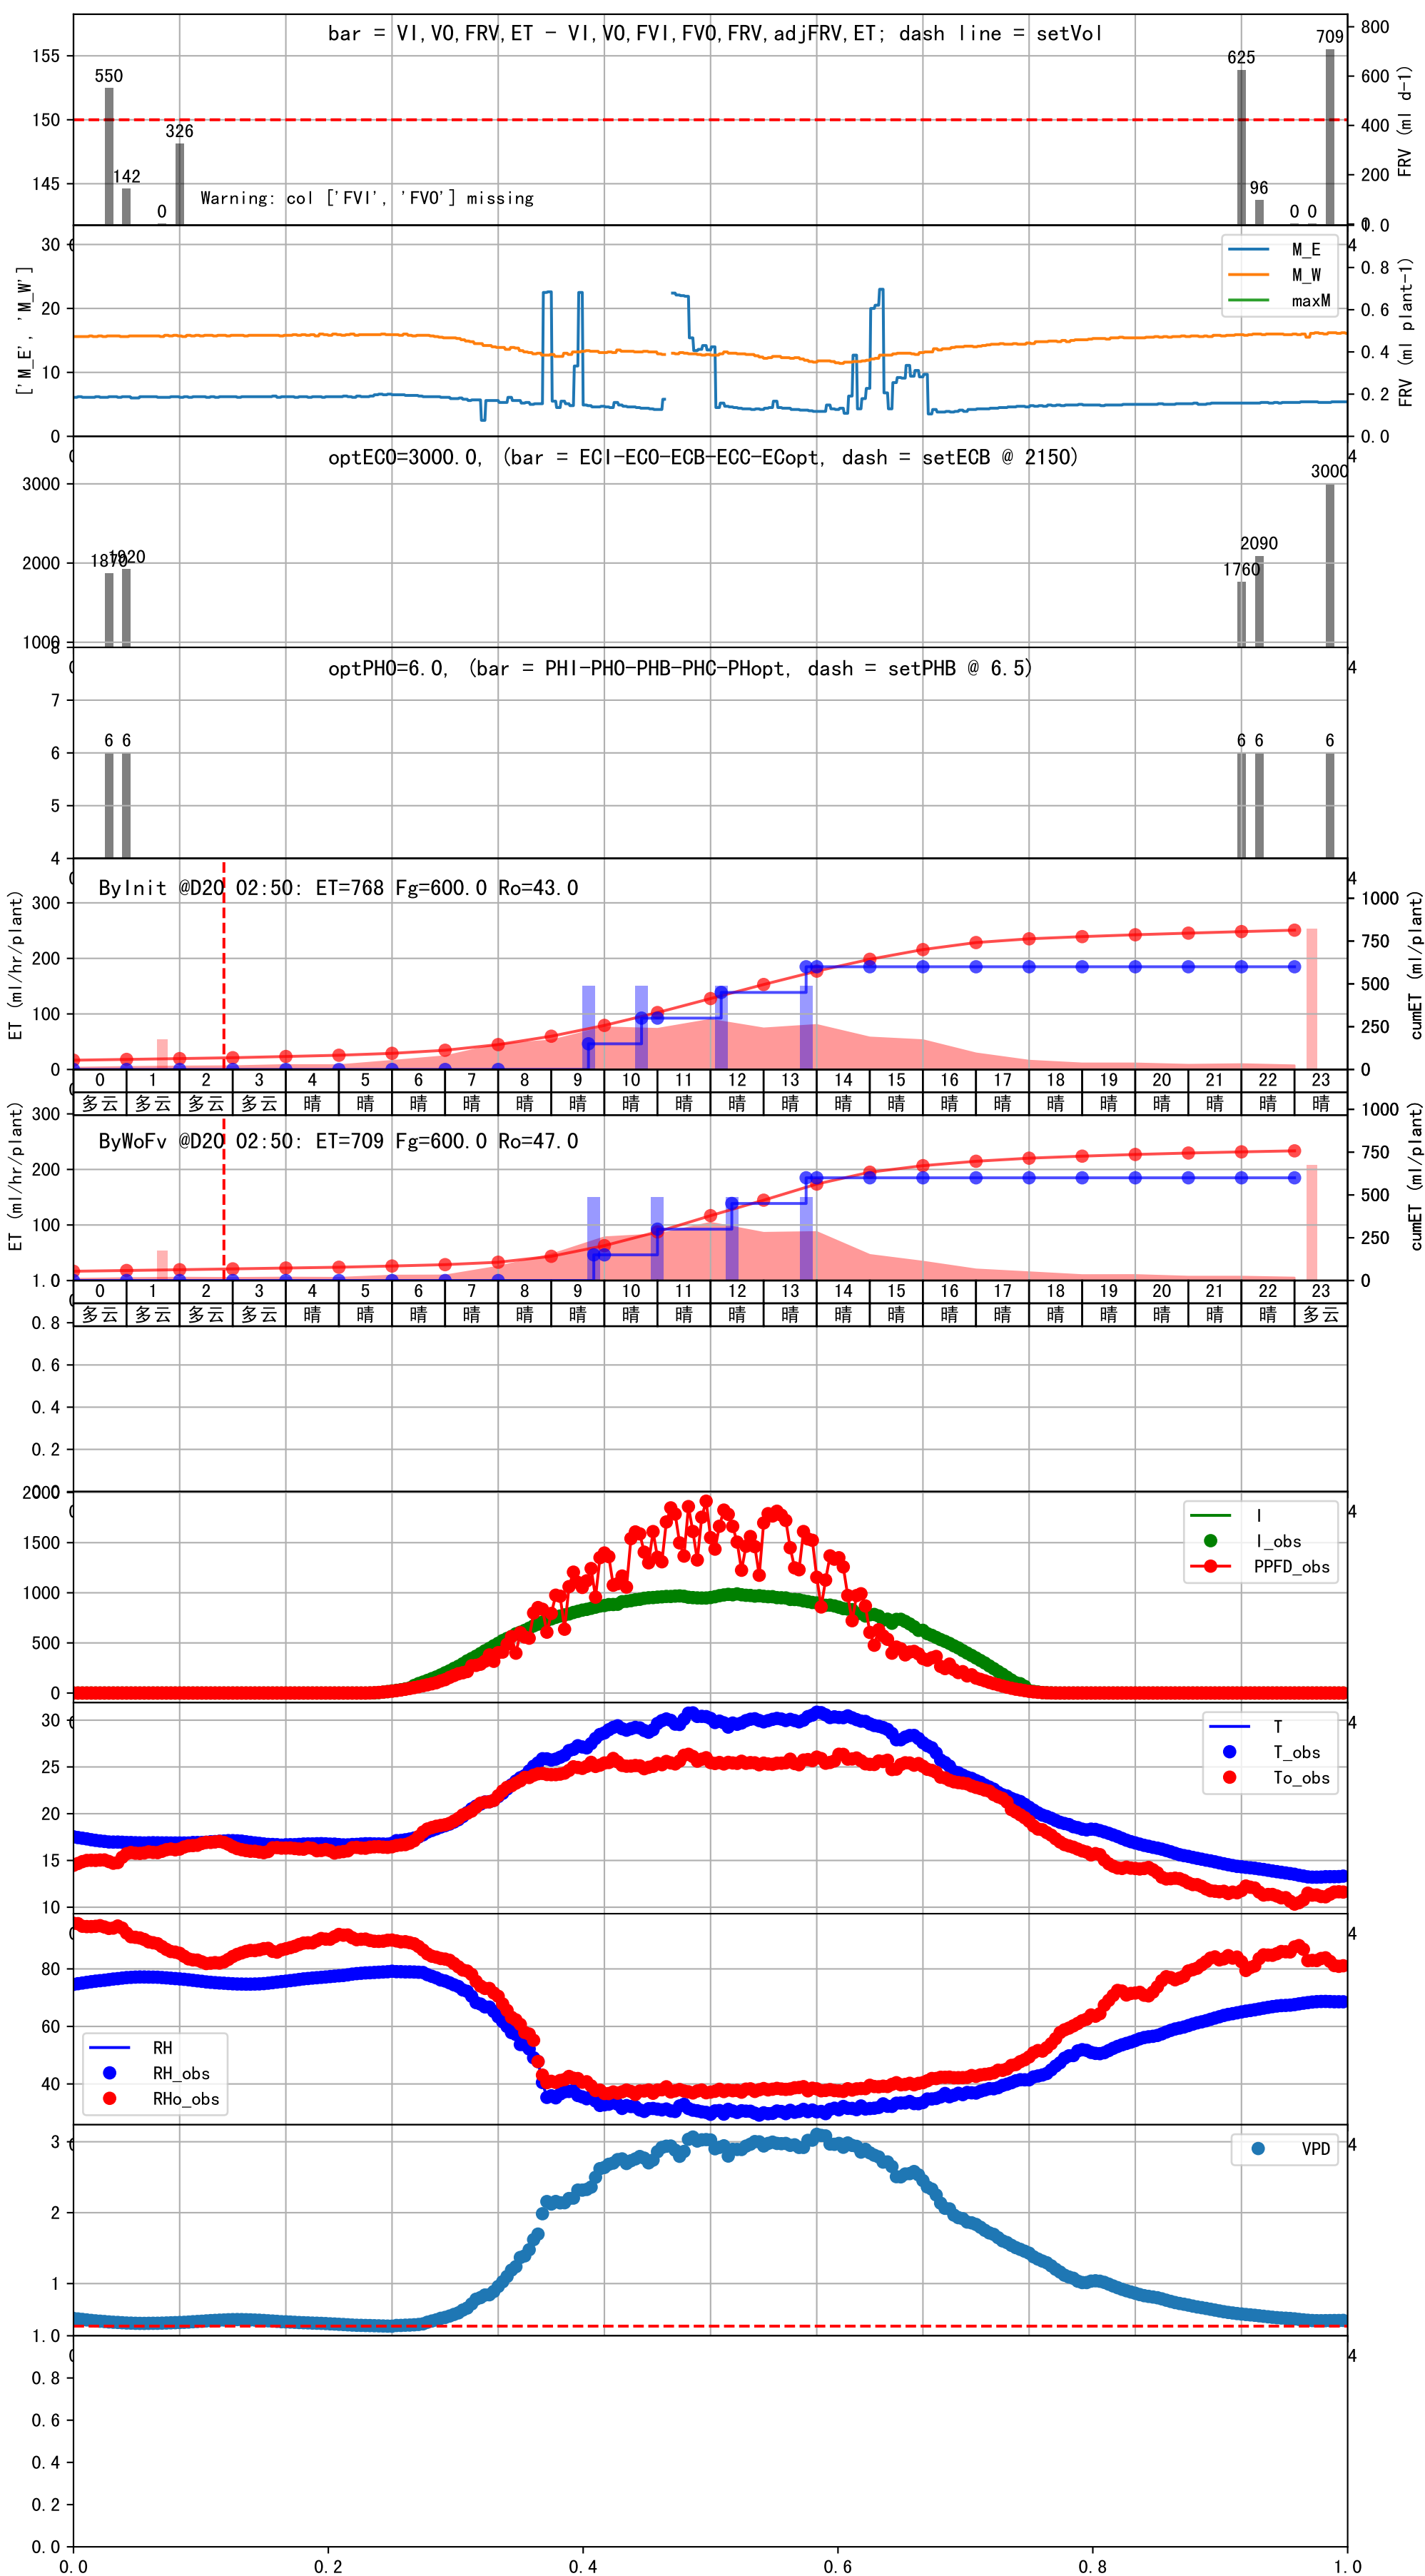 bar = VI,VO,FRV,ET - VI,VO,FVI,FVO,FRV,adjFRV,ET; dash line = setVol
155
150
145
550
142
0
326
Warning: col ['FVI', 'FVO'] missing
625
96
0 0
709
800
600
400
200
FRV (ml d-1)
['M_E', 'M_W']
30
20
10
0
M_E
M_W
maxM
1.0
0.8
0.6
0.4
0.2
0.0
FRV (ml plant-1)
optECO=3000.0, (bar = ECI-ECO-ECB-ECC-ECopt, dash = setECB @ 2150)
3000
2000
1000
1870
1920
1760
2090
3000
optPHO=6.0, (bar = PHI-PHO-PHB-PHC-PHopt, dash = setPHB @ 6.5)
8
7
6
5
4
6 6
6 6
6
ByInit @D20 02:50: ET=768 Fg=600.0 Ro=43.0
ET (ml/hr/plant)
300
200
100
0
1000
750
500
250
0
cumET (ml/plant)
0 1 2 3 4 5 6 7 8 9 10 11 12 13 14 15 16 17 18 19 20 21 22 23
多云 多云 多云 多云 晴 晴 晴 晴 晴 晴 晴 晴 晴 晴 晴 晴 晴 晴 晴 晴 晴 晴 晴 晴
ByWoFv @D20 02:50: ET=709 Fg=600.0 Ro=47.0
ET (ml/hr/plant)
300
200
100
1000
750
500
250
0
cumET (ml/plant)
0 1 2 3 4 5 6 7 8 9 10 11 12 13 14 15 16 17 18 19 20 21 22 23
多云 多云 多云 多云 晴 晴 晴 晴 晴 晴 晴 晴 晴 晴 晴 晴 晴 晴 晴 晴 晴 晴 晴 多云
1.0
0.8
0.6
0.4
0.2
2000
1500
1000
500
0
I
I_obs
PPFD_obs
30
25
20
15
10
T
T_obs
To_obs
80
60
40
RH
RH_obs
RHo_obs
3
2
1
VPD
1.0
0.8
0.6
0.4
0.2
0.0
0.0 0.2 0.4 0.6 0.8 1.0